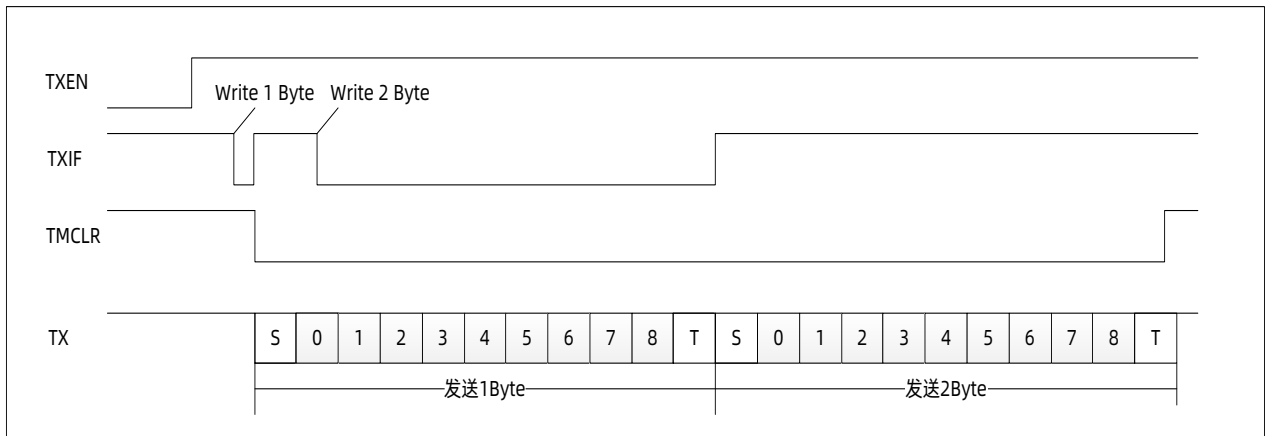 TXEN
Write 1 Byte Write 2 Byte
TXIF
TMCLR
TX S 0 1 2 3 4 5 6 7 8 T S 0 1 2 3 4 5 6 7 8 T
发送1Byte 发送2Byte